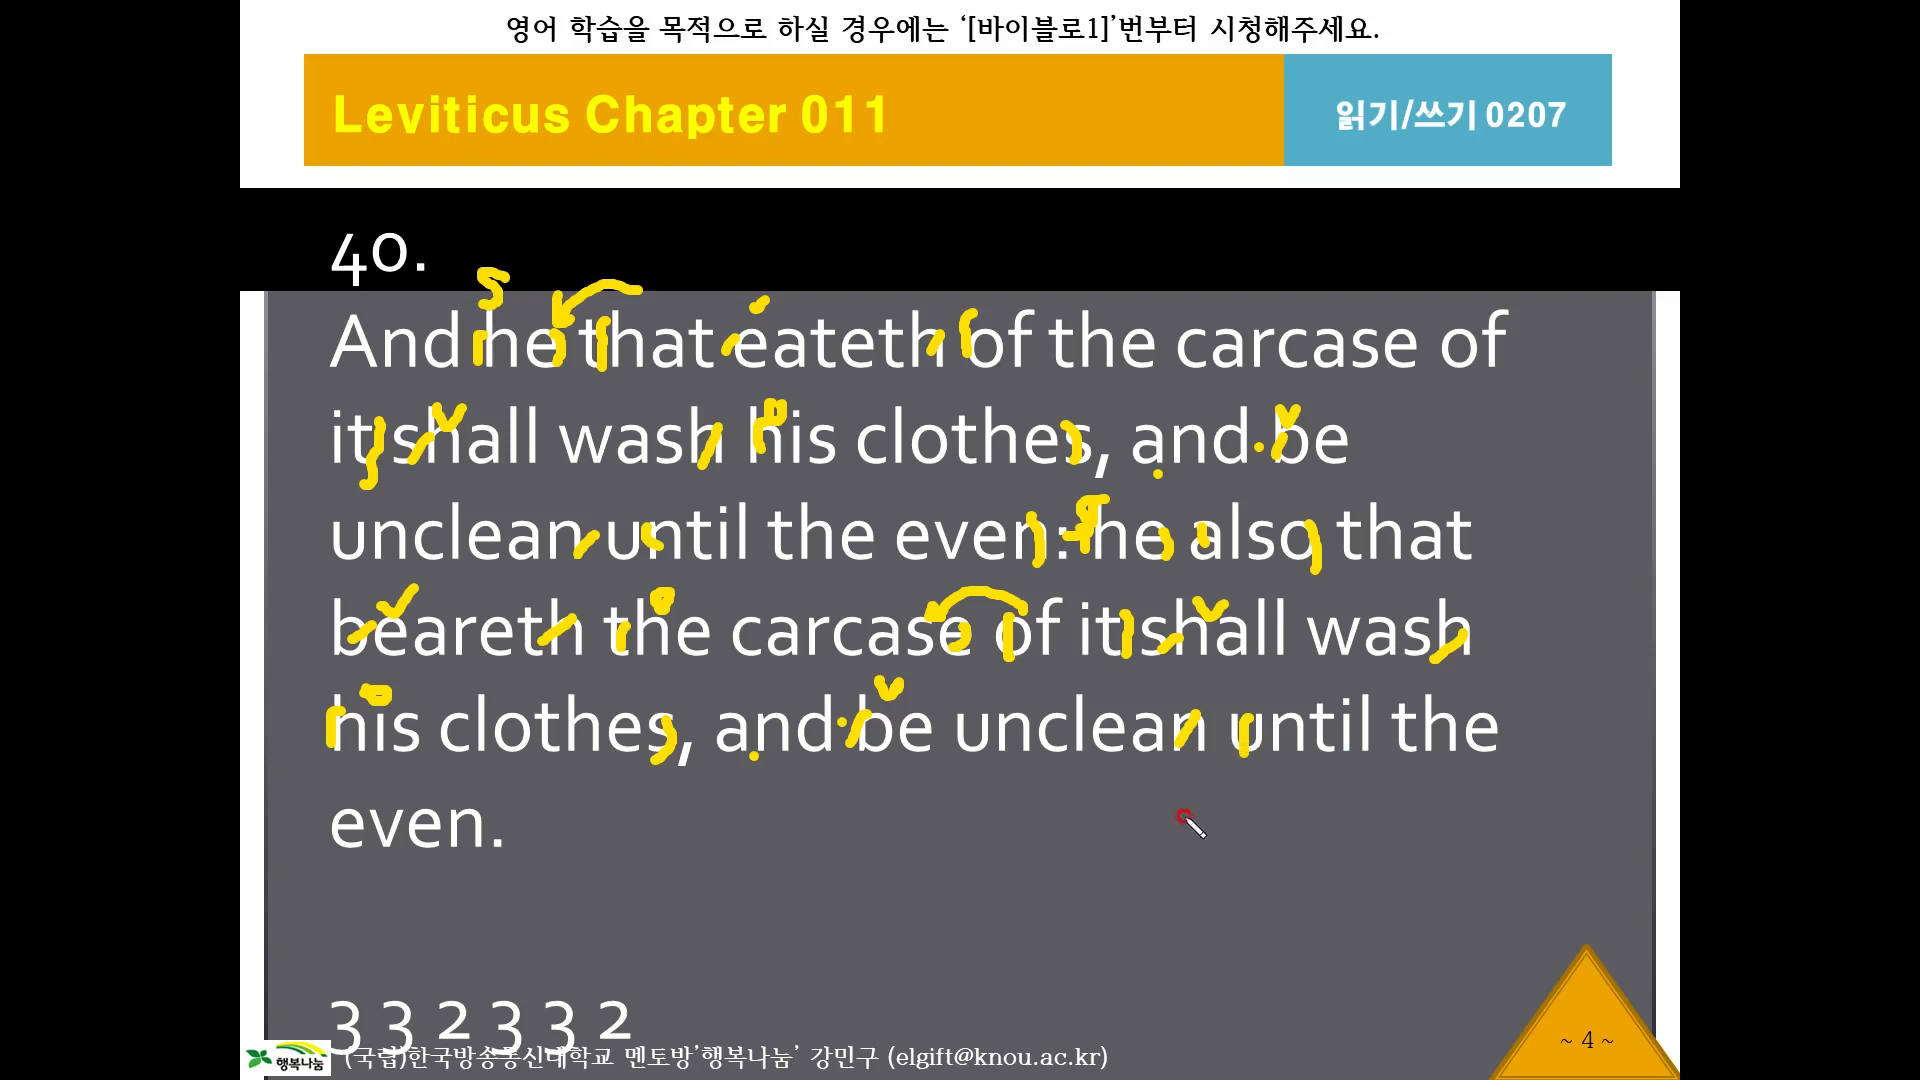 영어 학습을 목적으로 하실 경우에는 ‘[바이블로1]’번부터 시청해주세요.
Leviticus Chapter 011
읽기/쓰기 0207
40.
And he that eateth of the carcase of
it shall wash his clothes, and be
unclean until the even: he also that
beareth the carcase of it shall wash
his clothes, and be unclean until the
even.
3 3 2 3 3 2
행복나눔 (국립)한국방송통신대학교 멘토방’행복나눔’ 강민구 (elgift@knou.ac.kr)
~ 4 ~